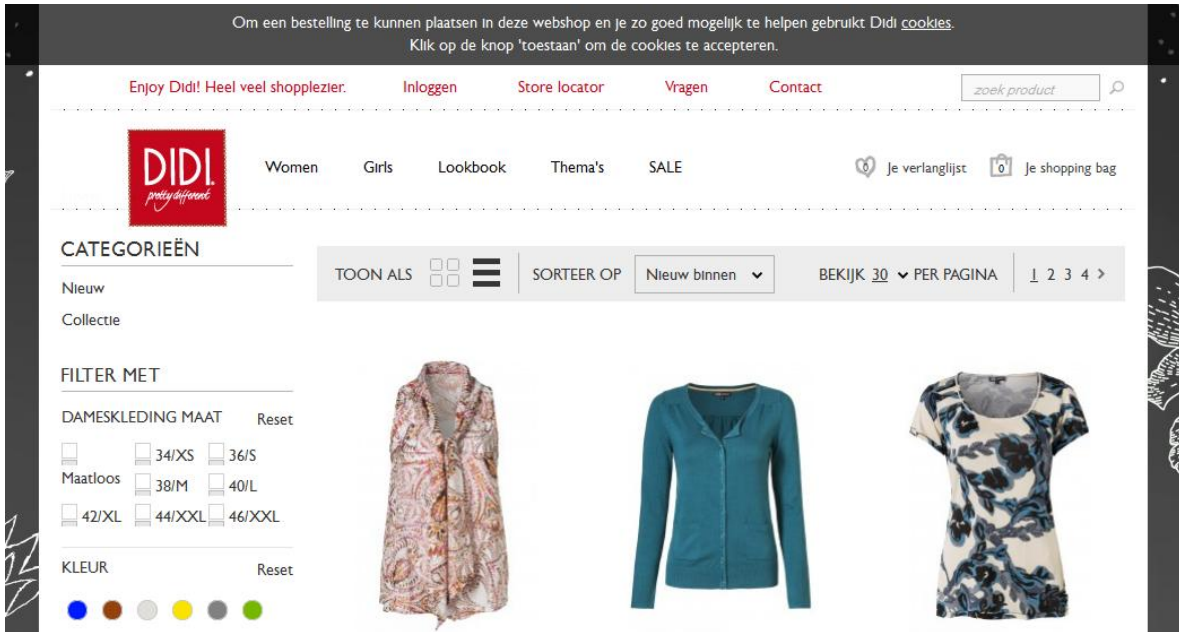 Om een bestelling te kunnen plaatsen in deze webshop en je zo goed mogelijk te helpen gebruikt Didi cookies.
Klik op de knop 'toestaan' om de cookies te accepteren.
Enjoy Didi! Heel veel shopplezier. Inloggen Store locator Vragen Contact zoek product
DIDI.
pretty different
Women Girls Lookbook Thema's SALE 0 Je verlanglijst 0 Je shopping bag
CATEGORIEËN
Nieuw
Collectie
TOON ALS SORTEER OP Nieuw binnen BEKIJK 30 PER PAGINA 1 2 3 4 >
FILTER MET
DAMESKLEDING MAAT Reset
34/XS 36/S
Maatloos 38/M 40/L
42/XL 44/XXL 46/XXL
KLEUR Reset